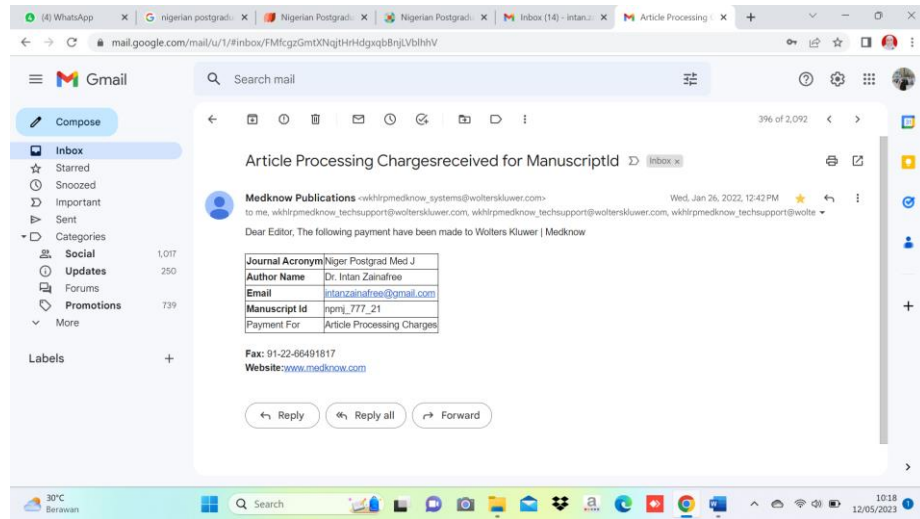 (4) WhatsApp
nigerian postgradu
Nigerian Postgradu
Nigerian Postgradu
Inbox (14) - intan.z
Article Processing C
mail.google.com/mail/u/1/#inbox/FMfcgzGmtXNqjtHrHdgxqbBnjLVblhhV
Gmail
Search mail
Compose
396 of 2,092
Inbox
Starred
Snoozed
Important
Sent
Categories
Social 1,017
Updates 250
Forums
Promotions 739
More
Labels
Article Processing Chargesreceived for ManuscriptId Inbox x
Medknow Publications <wkhlrpmedknow_systems@wolterskluwer.com> Wed, Jan 26, 2022, 12:42 PM
to me, wkhlrpmedknow_techsupport@wolterskluwer.com, wkhlrpmedknow_techsupport@wolterskluwer.com, wkhlrpmedknow_techsupport@wolte
Dear Editor, The following payment have been made to Wolters Kluwer | Medknow
Journal Acronym Niger Postgrad Med J
Author Name Dr. Intan Zainafree
Email intanzainafree@gmail.com
Manuscript Id npmj_777_21
Payment For Article Processing Charges
Fax: 91-22-66491817
Website:www.medknow.com
Reply Reply all Forward
30°C
Berawan
Search
10:18
12/05/2023